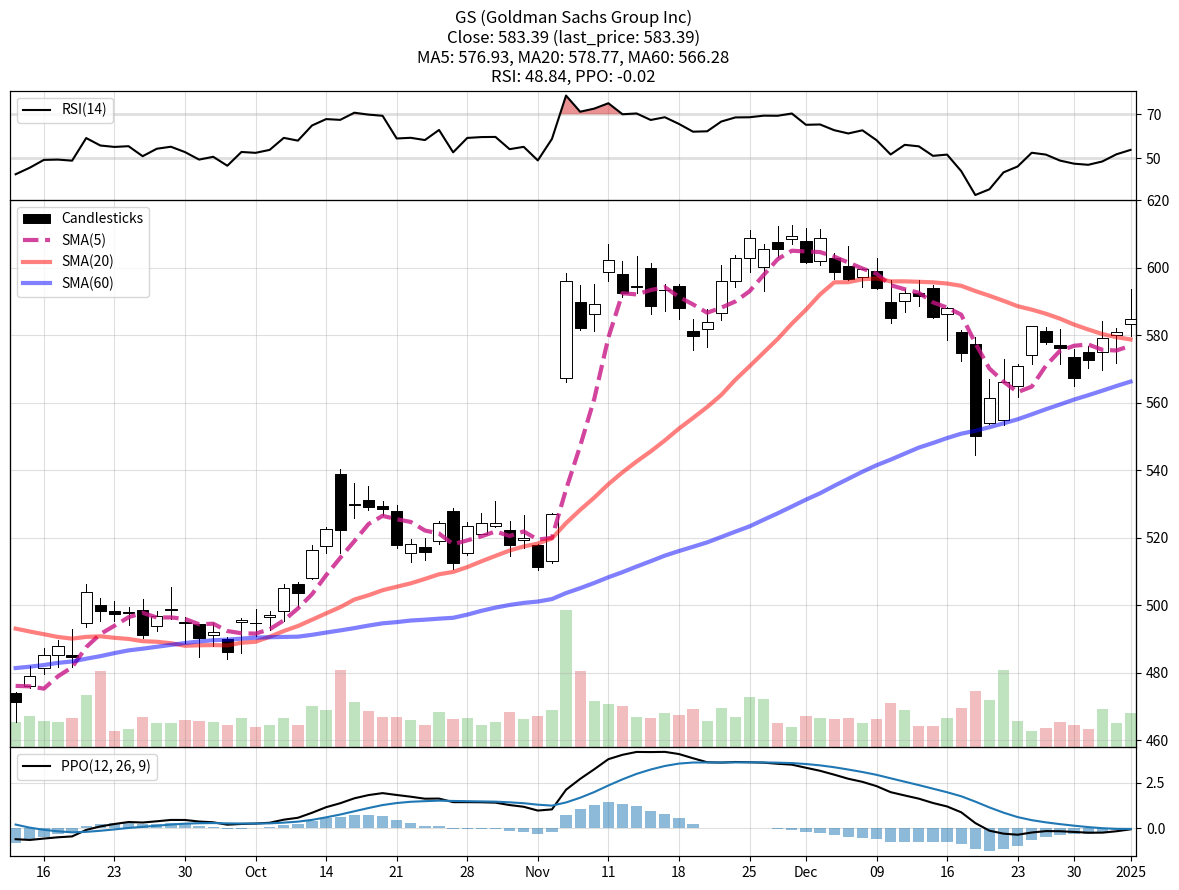 GS (Goldman Sachs Group Inc)
Close: 583.39 (last_price: 583.39)
MA5: 576.93, MA20: 578.77, MA60: 566.28
RSI: 48.84, PPO: -0.02
RSI(14)
70
50
620
Candlesticks
SMA(5)
SMA(20)
SMA(60)
600
580
560
540
520
500
480
460
PPO(12, 26, 9)
2.5
0.0
16 23 30 Oct 14 21 28 Nov 11 18 25 Dec 09 16 23 30 2025